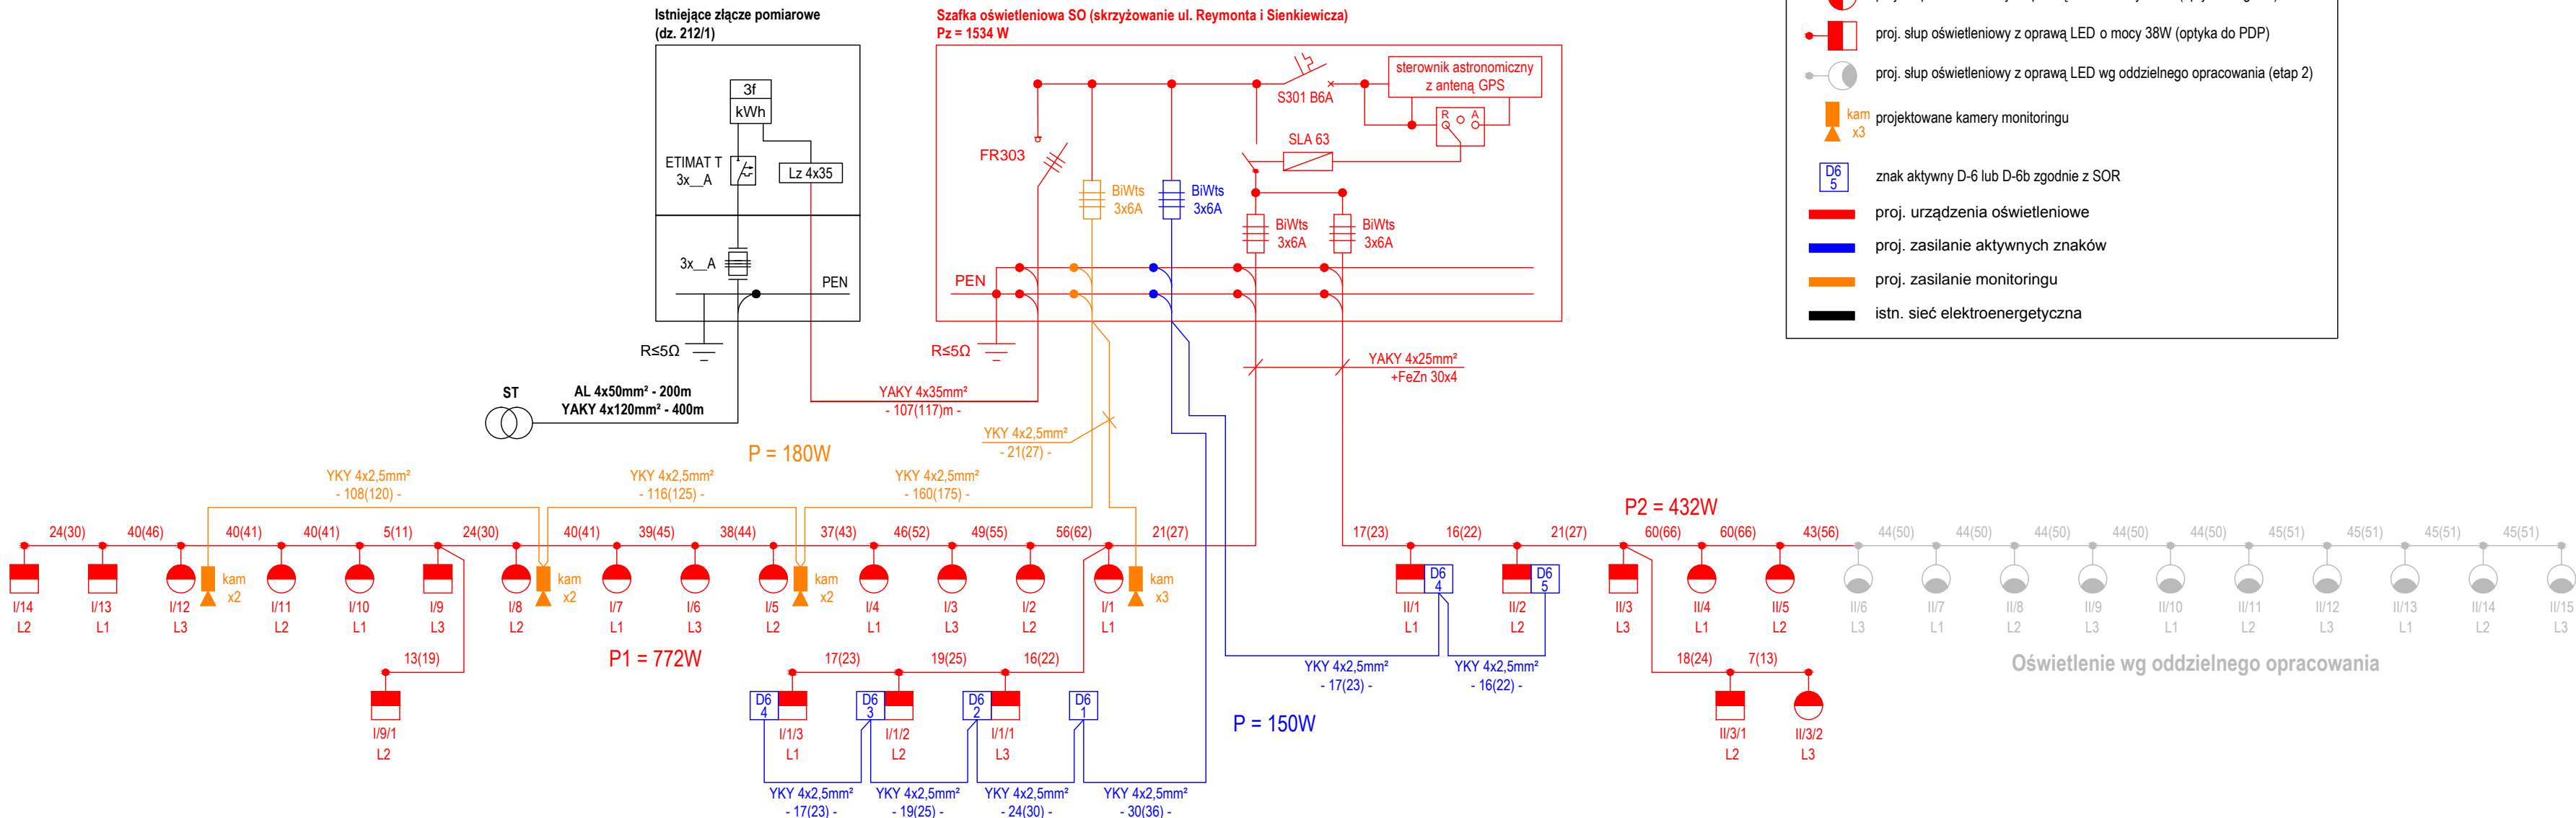 Istniejące złącze pomiarowe
(dz. 212/1)
3f
kWh
ETIMAT T
3x__A
Lz 4x35
3x__A
PEN
R≤5Ω
ST
AL 4x50mm² - 200m
YAKY 4x120mm² - 400m
Szafka oświetleniowa SO (skrzyżowanie ul. Reymonta i Sienkiewicza)
Pz = 1534 W
FR303
BiWts
3x6A
BiWts
3x6A
S301 B6A
sterownik astronomiczny
z anteną GPS
R A
SLA 63
BiWts
3x6A
BiWts
3x6A
PEN
R≤5Ω
YAKY 4x35mm²
- 107(117)m -
YAKY 4x25mm²
+FeZn 30x4
proj. słup oświetleniowy z oprawą LED o mocy 38W (optyka do PDP)
proj. słup oświetleniowy z oprawą LED wg oddzielnego opracowania (etap 2)
kam
x3
projektowane kamery monitoringu
D6
5
znak aktywny D-6 lub D-6b zgodnie z SOR
proj. urządzenia oświetleniowe
proj. zasilanie aktywnych znaków
proj. zasilanie monitoringu
istn. sieć elektroenergetyczna
P = 180W
YKY 4x2,5mm²
- 21(27) -
YKY 4x2,5mm²
- 108(120) -
YKY 4x2,5mm²
- 116(125) -
YKY 4x2,5mm²
- 160(175) -
24(30) 40(46) 40(41) 40(41) 5(11) 24(30) 40(41) 39(45) 38(44) 37(43) 46(52) 49(55) 56(62) 21(27)
kam
x2
kam
x2
kam
x2
kam
x3
I/14 I/13 I/12 I/11 I/10 I/9 I/8 I/7 I/6 I/5 I/4 I/3 I/2 I/1
L2 L1 L3 L2 L1 L3 L2 L1 L3 L2 L1 L3 L2 L1
P1 = 772W
13(19)
I/9/1
L2
17(23) 19(25) 16(22)
D6
4
D6
3
D6
2
D6
1
I/1/3 I/1/2 I/1/1
L1 L2 L3
YKY 4x2,5mm²
- 17(23) -
YKY 4x2,5mm²
- 19(25) -
YKY 4x2,5mm²
- 24(30) -
YKY 4x2,5mm²
- 30(36) -
P = 150W
P2 = 432W
17(23) 16(22) 21(27) 60(66) 60(66) 43(56) 44(50) 44(50) 44(50) 44(50) 44(50) 45(51) 45(51) 45(51) 45(51)
D6
4
D6
5
II/1 II/2 II/3 II/4 II/5 II/6 II/7 II/8 II/9 II/10 II/11 II/12 II/13 II/14 II/15
L1 L2 L3 L1 L2 L3 L1 L2 L3 L1 L2 L3 L1 L2 L3
YKY 4x2,5mm²
- 17(23) -
YKY 4x2,5mm²
- 16(22) -
18(24) 7(13)
II/3/1 II/3/2
L2 L3
Oświetlenie wg oddzielnego opracowania